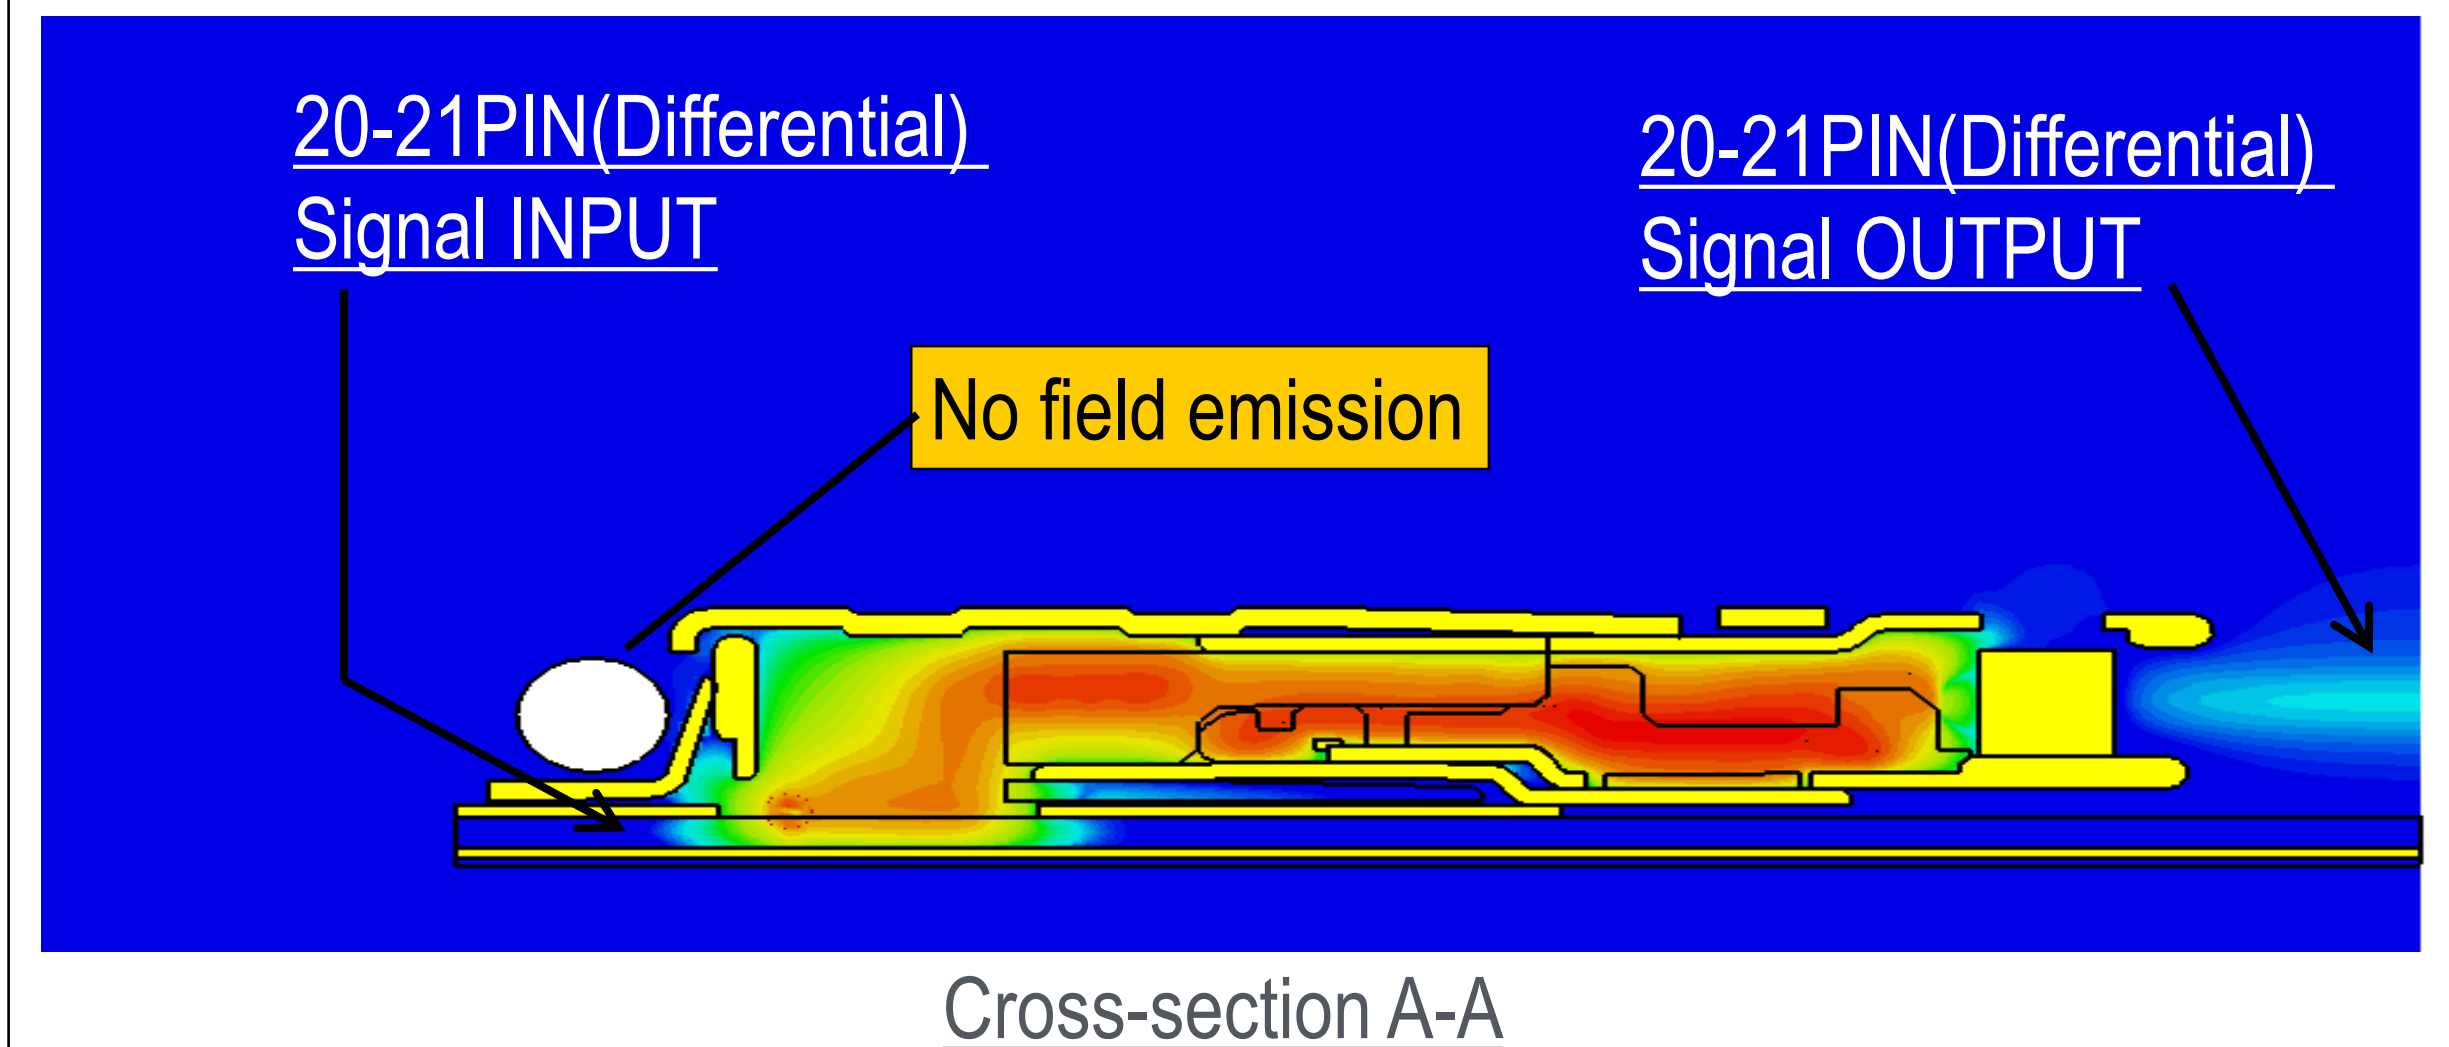 20-21PIN(Differential)
Signal INPUT
20-21PIN(Differential)
Signal OUTPUT
No field emission
Cross-section A-A